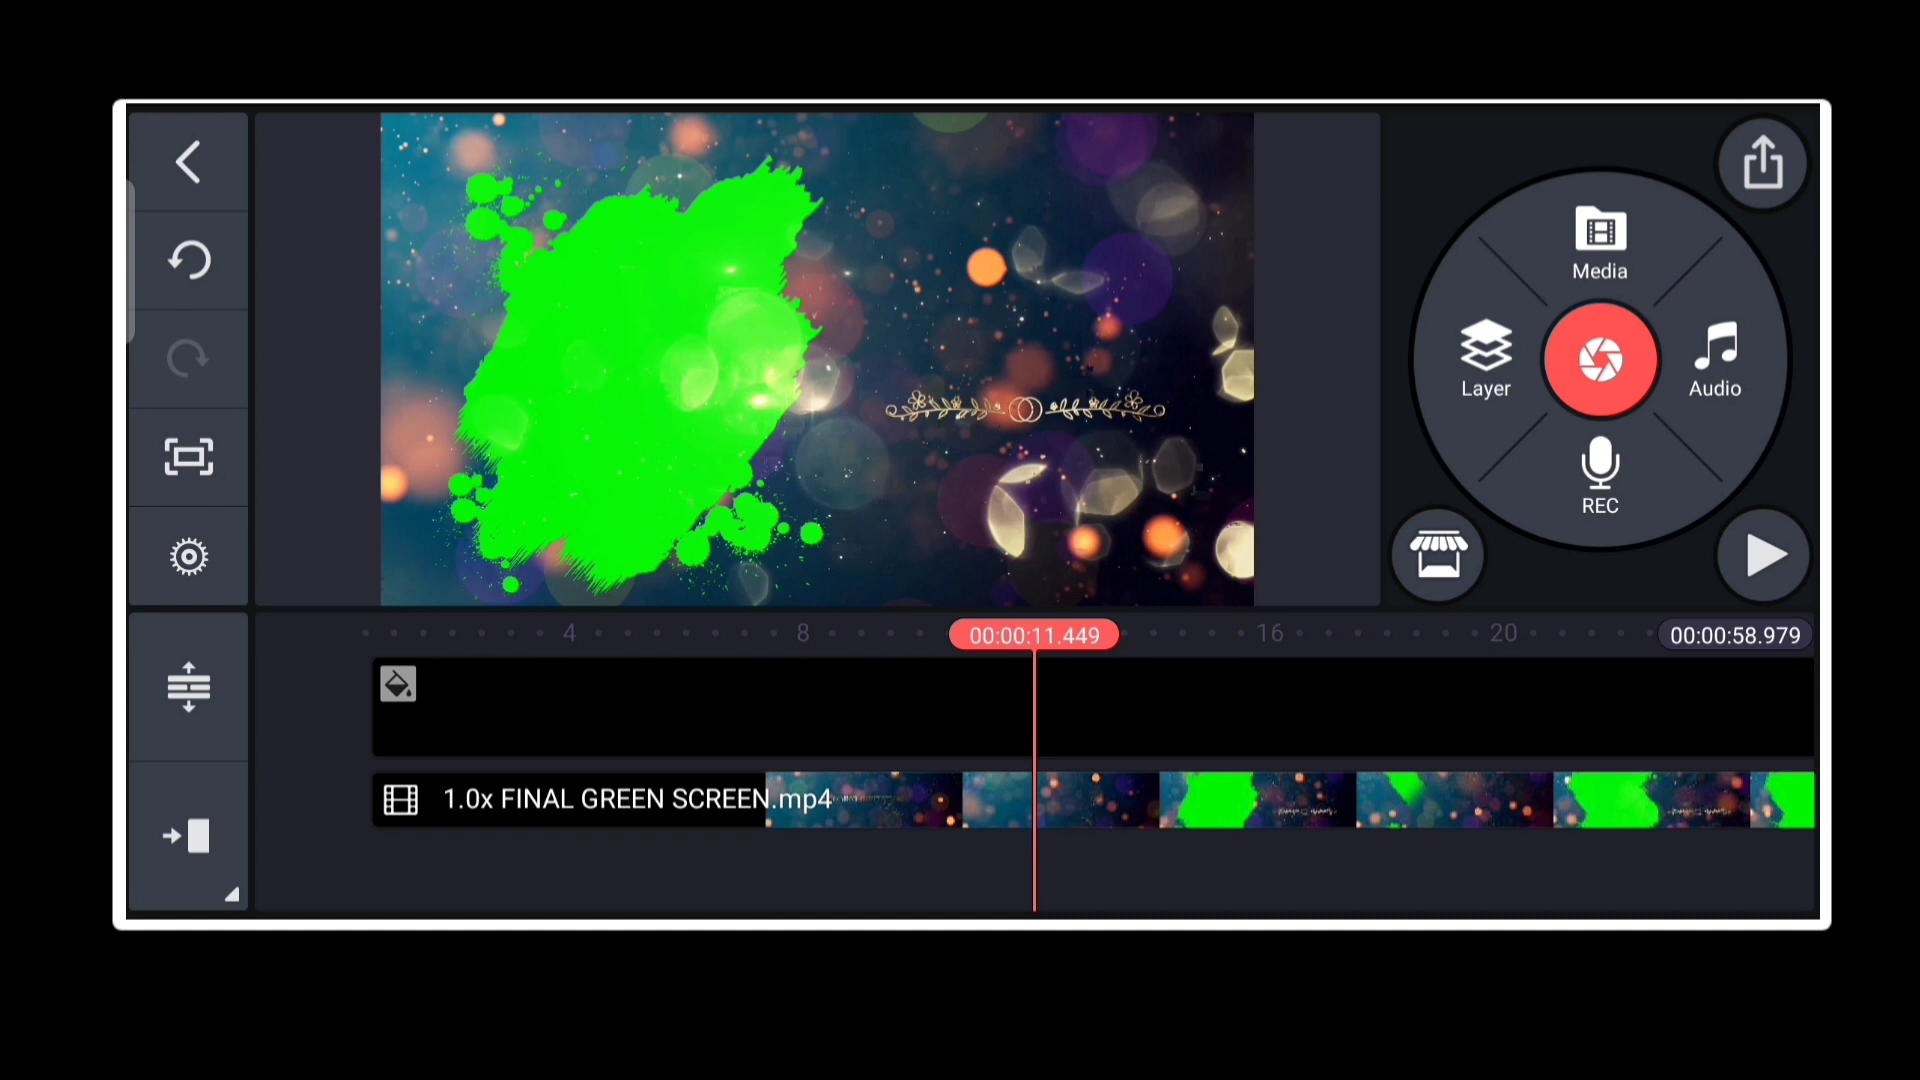 Media
Layer
Audio
REC
4
8
00:00:11.449
16
20
00:00:58.979
1.0x FINAL GREEN SCREEN.mp4